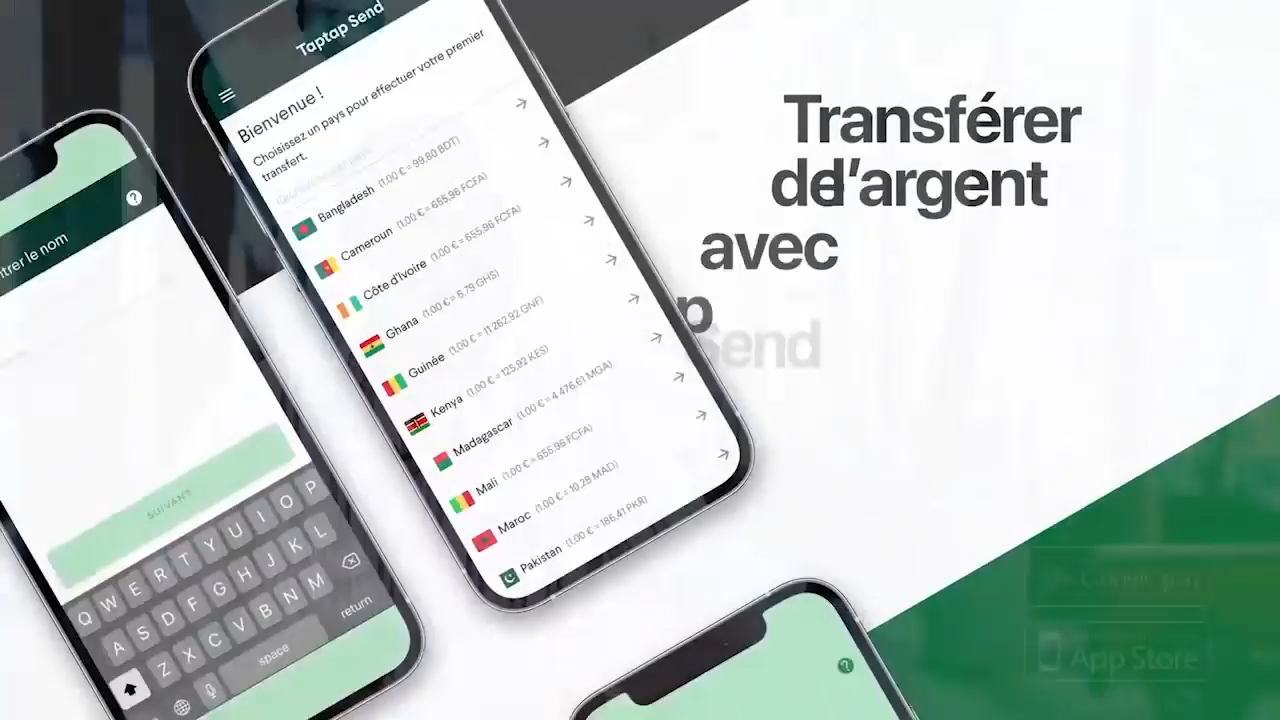 Taptap Send
Bienvenue !
Choisissez un pays pour effectuer votre premier
transfert.
Bangladesh (1.00 € = 99.80 BDT)
Cameroun (1.00 € = 655,96 FCFA)
Côte d'Ivoire (1.00 € = 655,96 FCFA)
Ghana (1.00 € = 6,79 GHS)
Guinée (1.00 € = 11 262,92 GNF)
Kenya (1.00 € = 125,92 KES)
Madagascar (1.00 € = 4 476,61 MGA)
Mali (1.00 € = 655,96 FCFA)
Maroc (1.00 € = 10,28 MAD)
Pakistan (1.00 € = 186,41 PKR)
trer le nom
SUIVANT
Q W E R T Y U I O P
A S D F G H J K L
Z X C V B N M
space
return
Transférer
d'argent
avec
p
Send
App Store